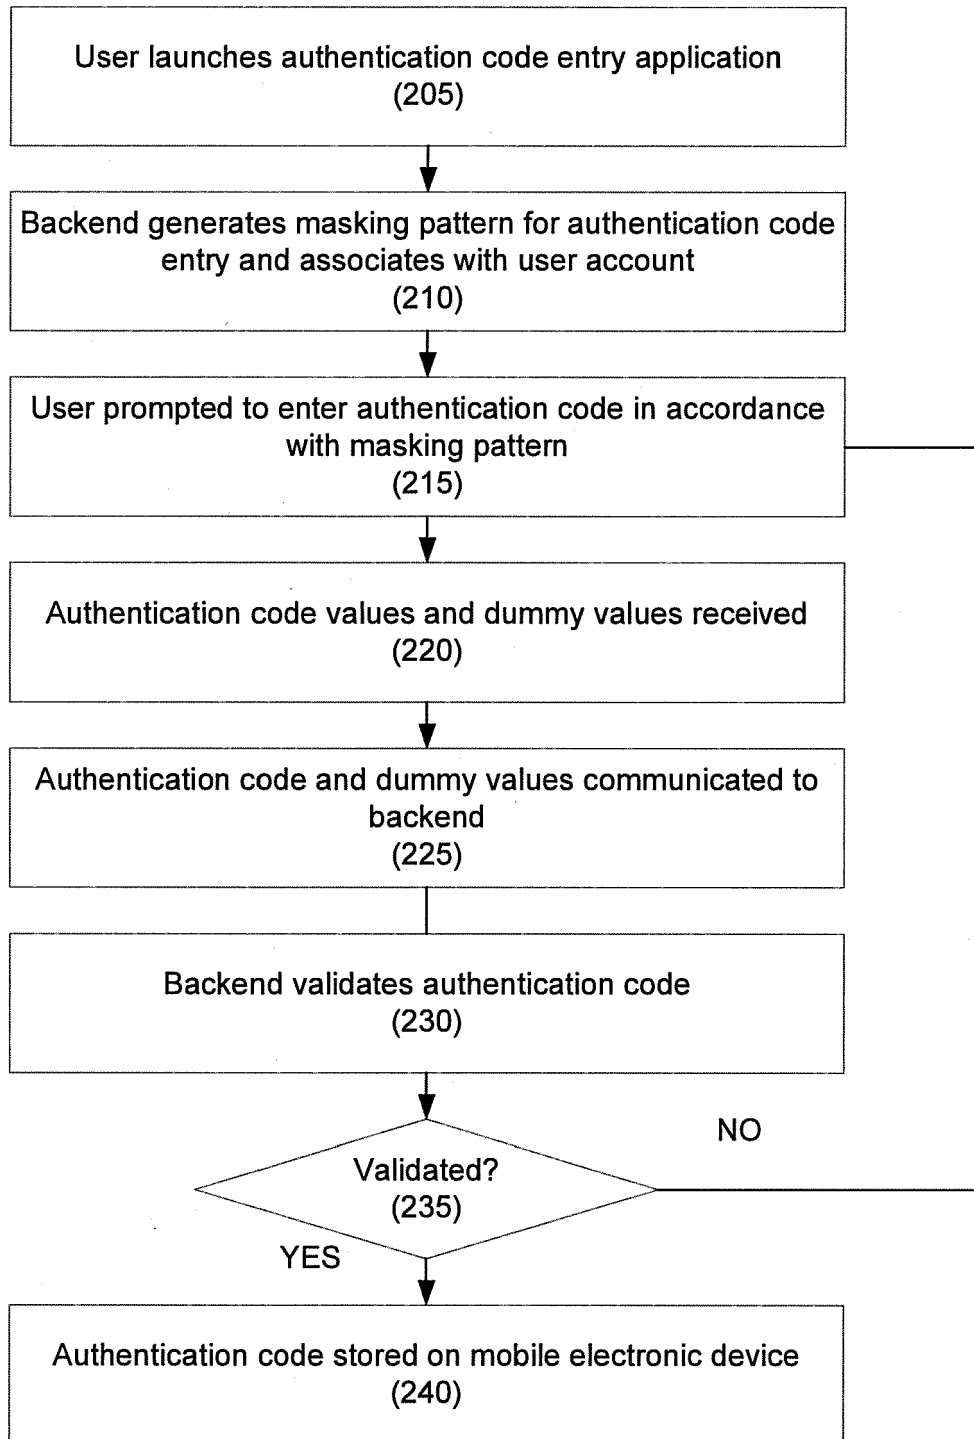 User launches authentication code entry application
(205)
Backend generates masking pattern for authentication code
entry and associates with user account
(210)
User prompted to enter authentication code in accordance
with masking pattern
(215)
Authentication code values and dummy values received
(220)
Authentication code and dummy values communicated to
backend
(225)
Backend validates authentication code
(230)
NO
Validated?
(235)
YES
Authentication code stored on mobile electronic device
(240)